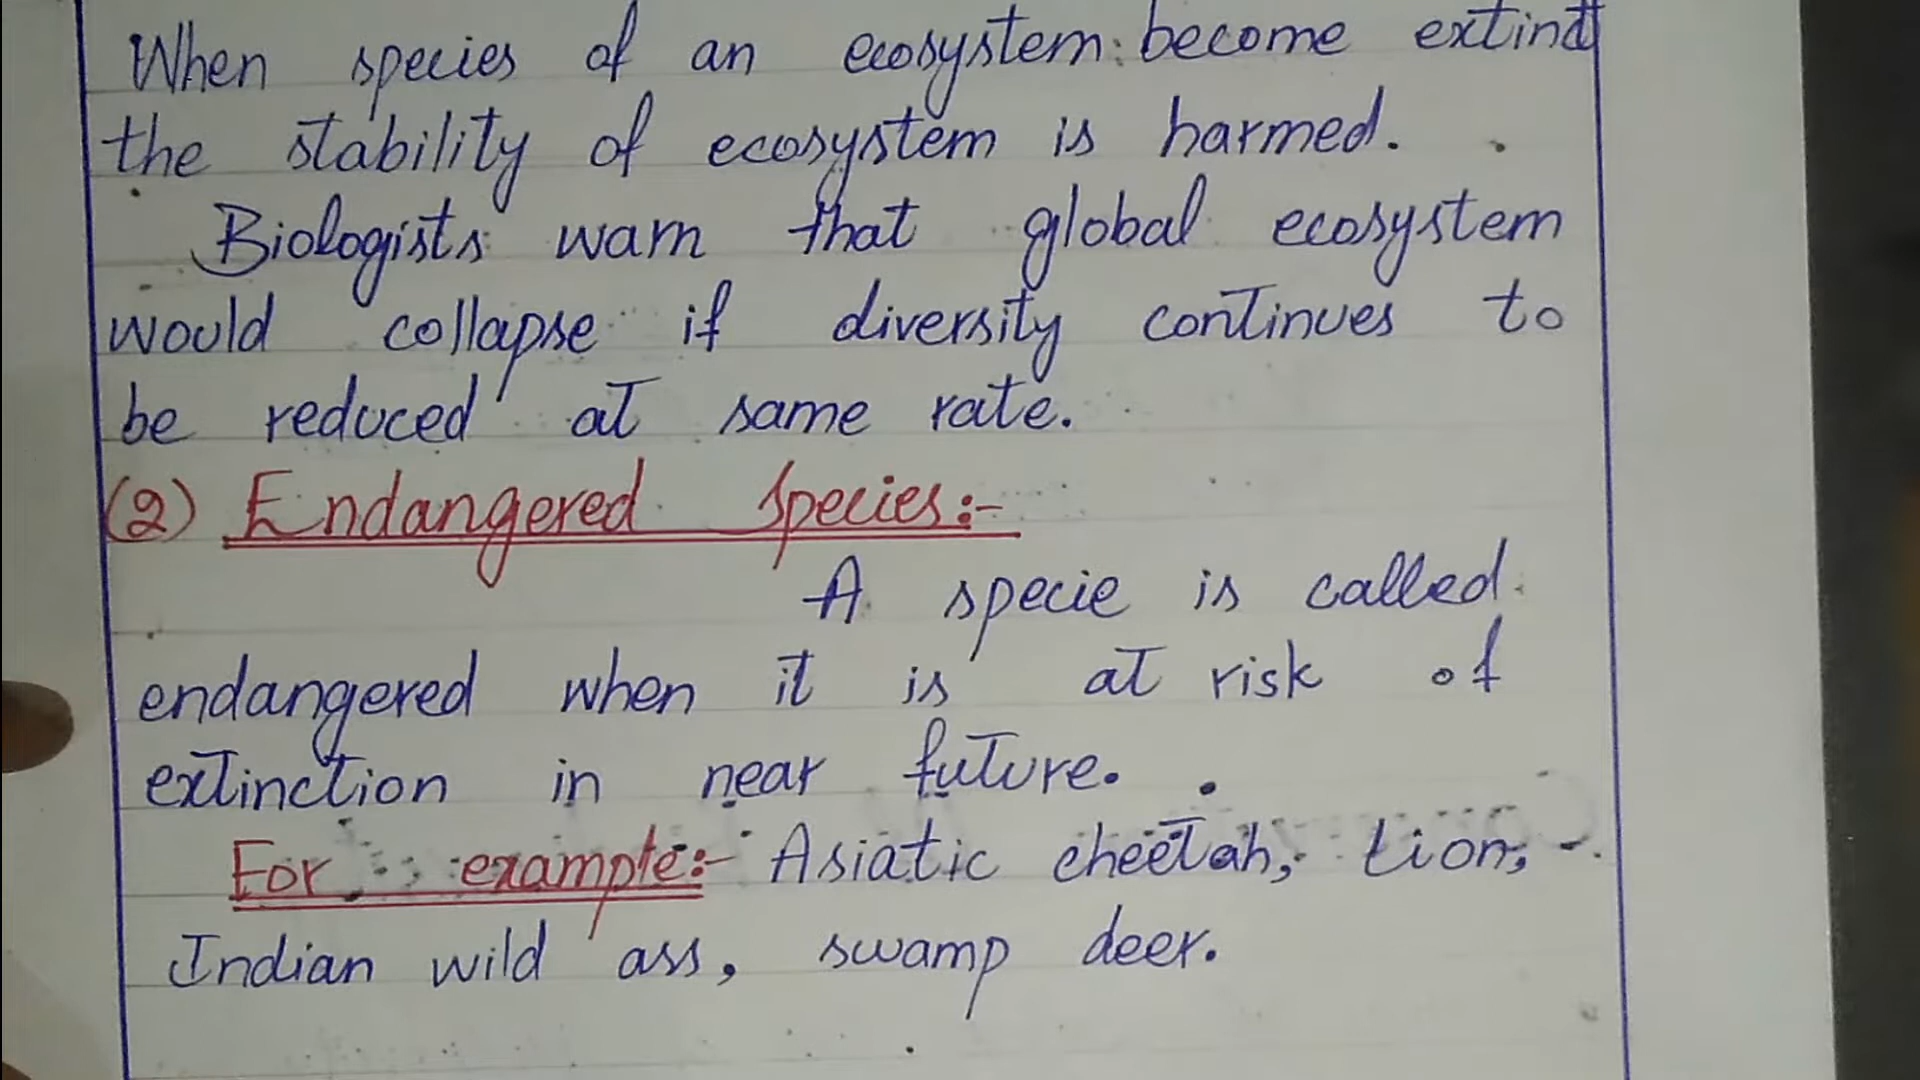 When species of an ecosystem become extinct
the stability of ecosystem is harmed.
Biologists warn that global ecosystem
would collapse if diversity continues to
be reduced at same rate.
(2) Endangered Species:-
A specie is called
endangered when it is at risk of
extinction in near future.
For example:- Asiatic cheetah, lion,
Indian wild ass, swamp deer.